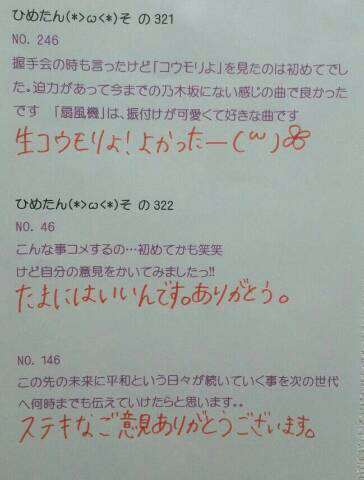 ひめたん(*>ω<*)そ の321
NO. 246
握手会の時も言ったけど「コウモリよ」を見たのは初めてでし
た。迫力があって今までの乃木坂にない感じの曲で良かった
です 「扇風機」は、振付けが可愛くて好きな曲です
生コウモリよ!よかったー(ω)
ひめたん(*>ω<*)そ の322
NO. 46
こんな事コメするの…初めてかも笑笑
けど自分の意見をかいてみましたっ!!
たまにはいいんです。ありがとう。
NO. 146
この先の未来に平和という日々が続いていく事を次の世代
へ何時までも伝えていけたらと思います。。
ステキなご意見ありがとうございます。